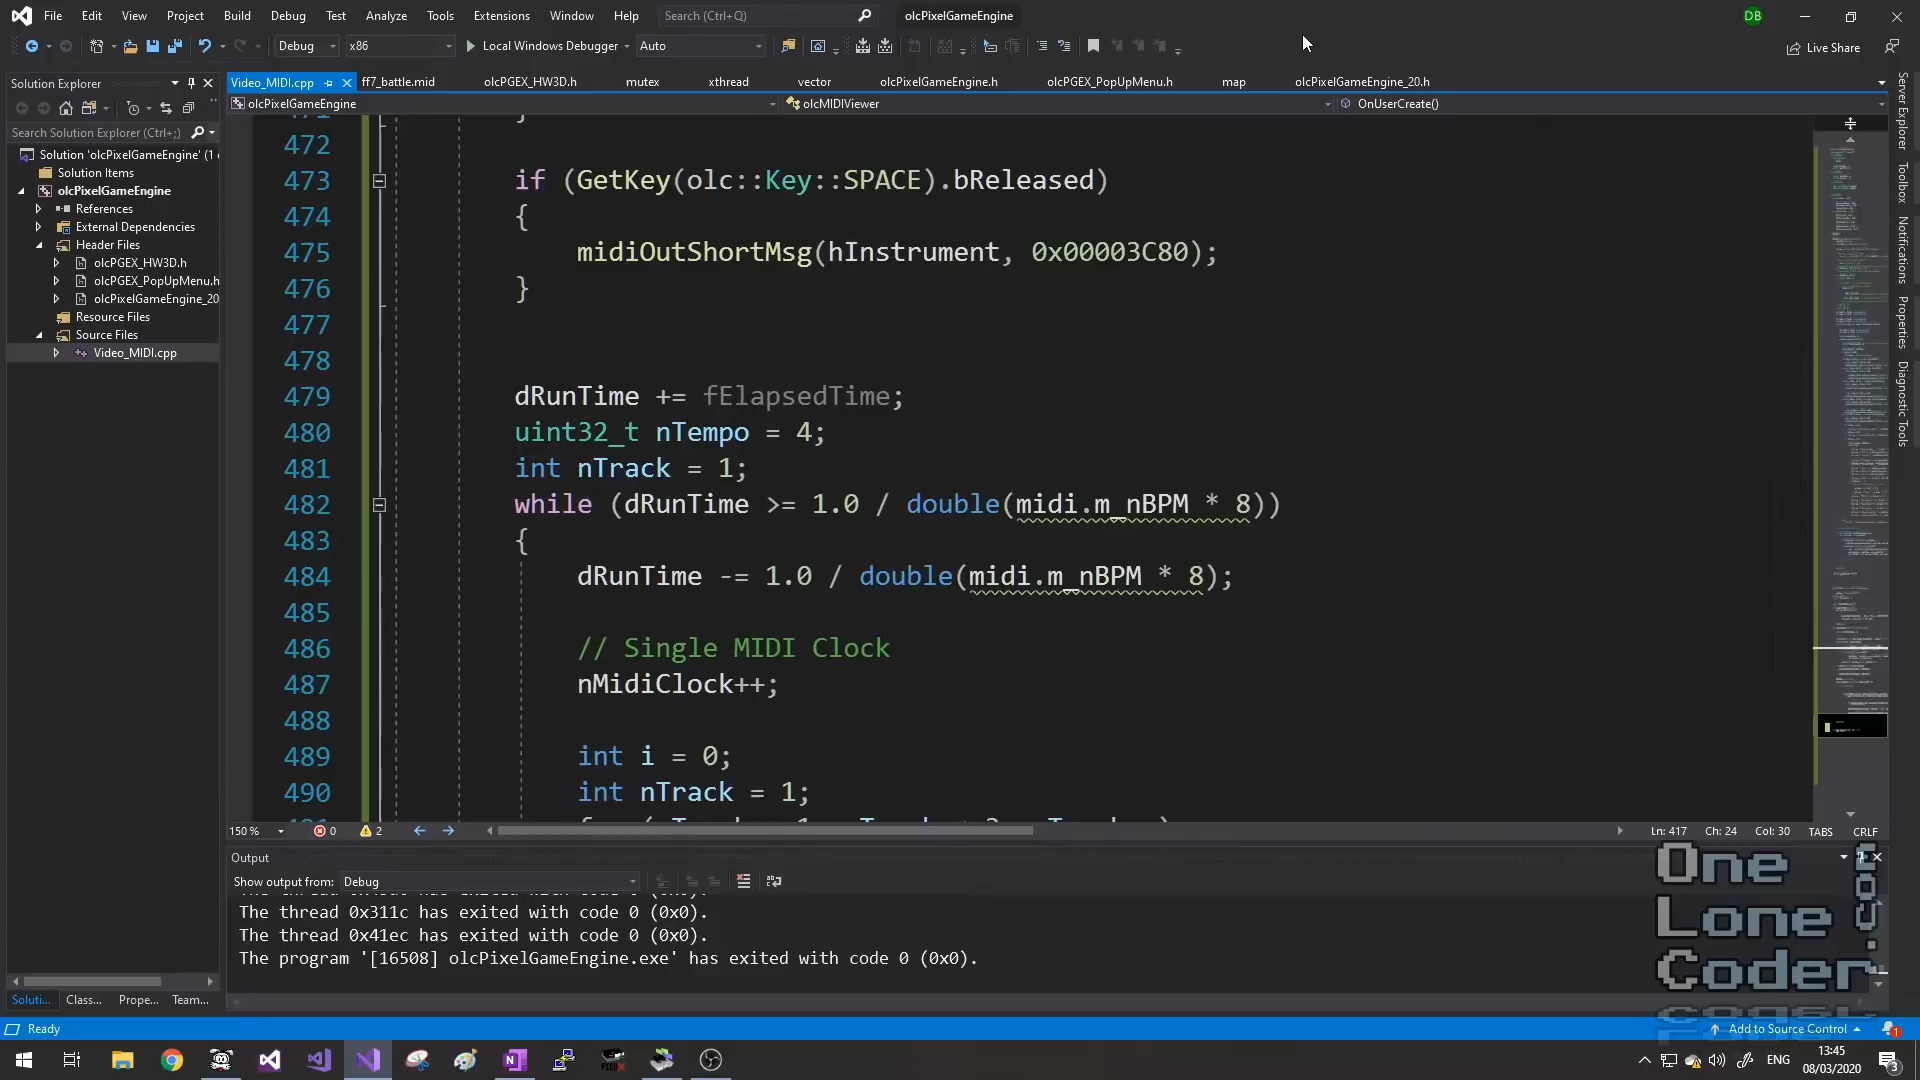 File Edit View Project Build Debug Test Analyze Tools Extensions Window Help Search (Ctrl+Q) olcPixelGameEngine DB
Debug x86 Local Windows Debugger Auto Live Share
Solution Explorer
Search Solution Explorer (Ctrl+;)
Solution 'olcPixelGameEngine' (1
Solution Items
olcPixelGameEngine
References
External Dependencies
Header Files
olcPGEX_HW3D.h
olcPGEX_PopUpMenu.h
olcPixelGameEngine_20
Resource Files
Source Files
Video_MIDI.cpp
Soluti... Class... Prope... Team...
Video_MIDI.cpp ff7_battle.mid olcPGEX_HW3D.h mutex xthread vector olcPixelGameEngine.h olcPGEX_PopUpMenu.h map olcPixelGameEngine_20.h
olcPixelGameEngine olcMIDIViewer OnUserCreate()
472
473 if (GetKey(olc::Key::SPACE).bReleased)
474 {
475 midiOutShortMsg(hInstrument, 0x00003C80);
476 }
477
478
479 dRunTime += fElapsedTime;
480 uint32_t nTempo = 4;
481 int nTrack = 1;
482 while (dRunTime >= 1.0 / double(midi.m_nBPM * 8))
483 {
484 dRunTime -= 1.0 / double(midi.m_nBPM * 8);
485
486 // Single MIDI Clock
487 nMidiClock++;
488
489 int i = 0;
490 int nTrack = 1;
150 % 0 2 Ln: 417 Ch: 24 Col: 30 TABS CRLF
Output
Show output from: Debug
The thread 0x311c has exited with code 0 (0x0).
The thread 0x41ec has exited with code 0 (0x0).
The program '[16508] olcPixelGameEngine.exe' has exited with code 0 (0x0).
Server Explorer
Toolbox
Notifications
Properties
Diagnostic Tools
One
Lone
Coder
.com
Ready Add to Source Control 1
ENG 13:45
08/03/2020 3